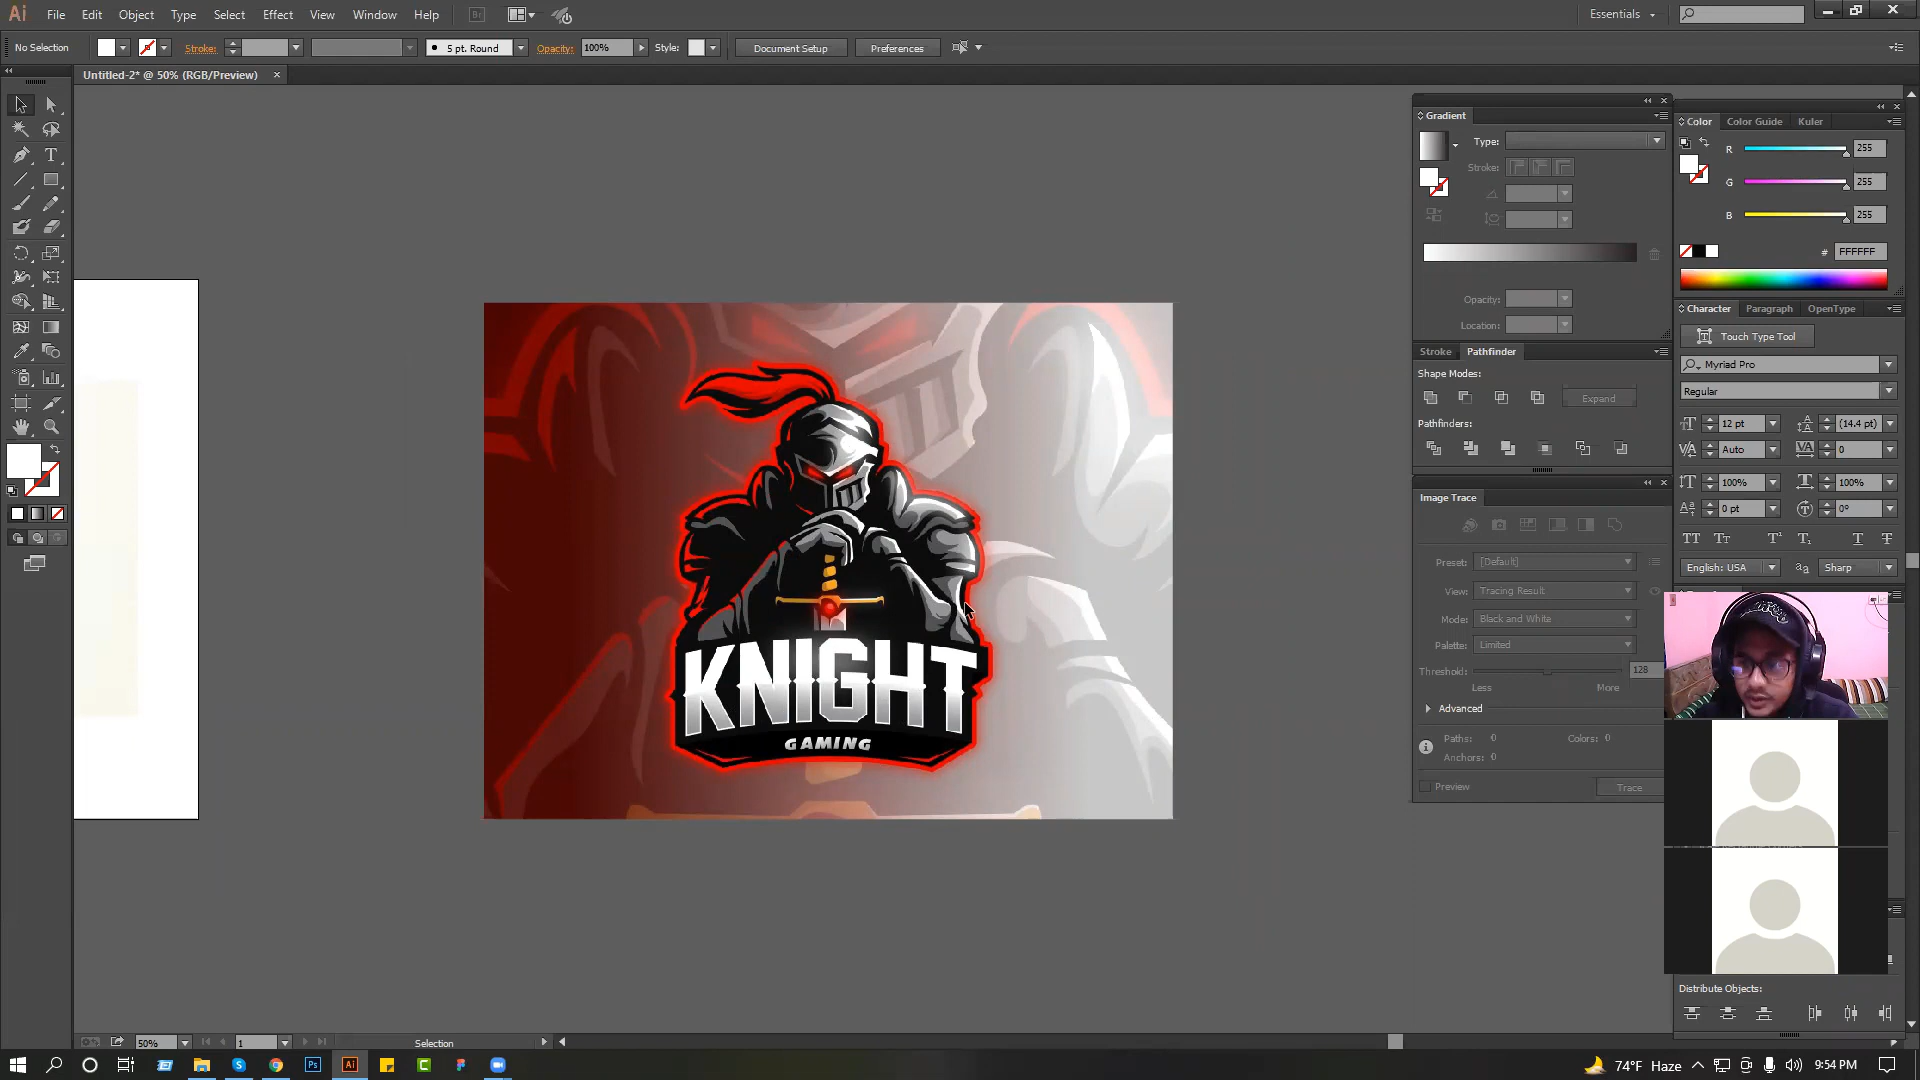 Ai File Edit Object Type Select Effect View Window Help Br Essentials
No Selection Stroke: 5 pt. Round Opacity: 100% Style: Document Setup Preferences
Untitled-2* @ 50% (RGB/Preview)
Gradient
Type:
Stroke:
Opacity:
Location:
Stroke Pathfinder
Shape Modes:
Expand
Pathfinders:
Image Trace
Preset: [Default]
View: Tracing Result
Mode: Black and White
Palette: Limited
Threshold: 128
Less More
Advanced
Paths: 0 Colors: 0
Anchors: 0
Preview Trace
Color Color Guide Kuler
R 255
G 255
B 255
# FFFFFF
Character Paragraph OpenType
Touch Type Tool
Myriad Pro
Regular
12 pt (14.4 pt)
Auto 0
100% 100%
0 pt 0°
English: USA Sharp
Distribute Objects:
KNIGHT
GAMING
50% 1 Selection
74°F Haze 9:54 PM